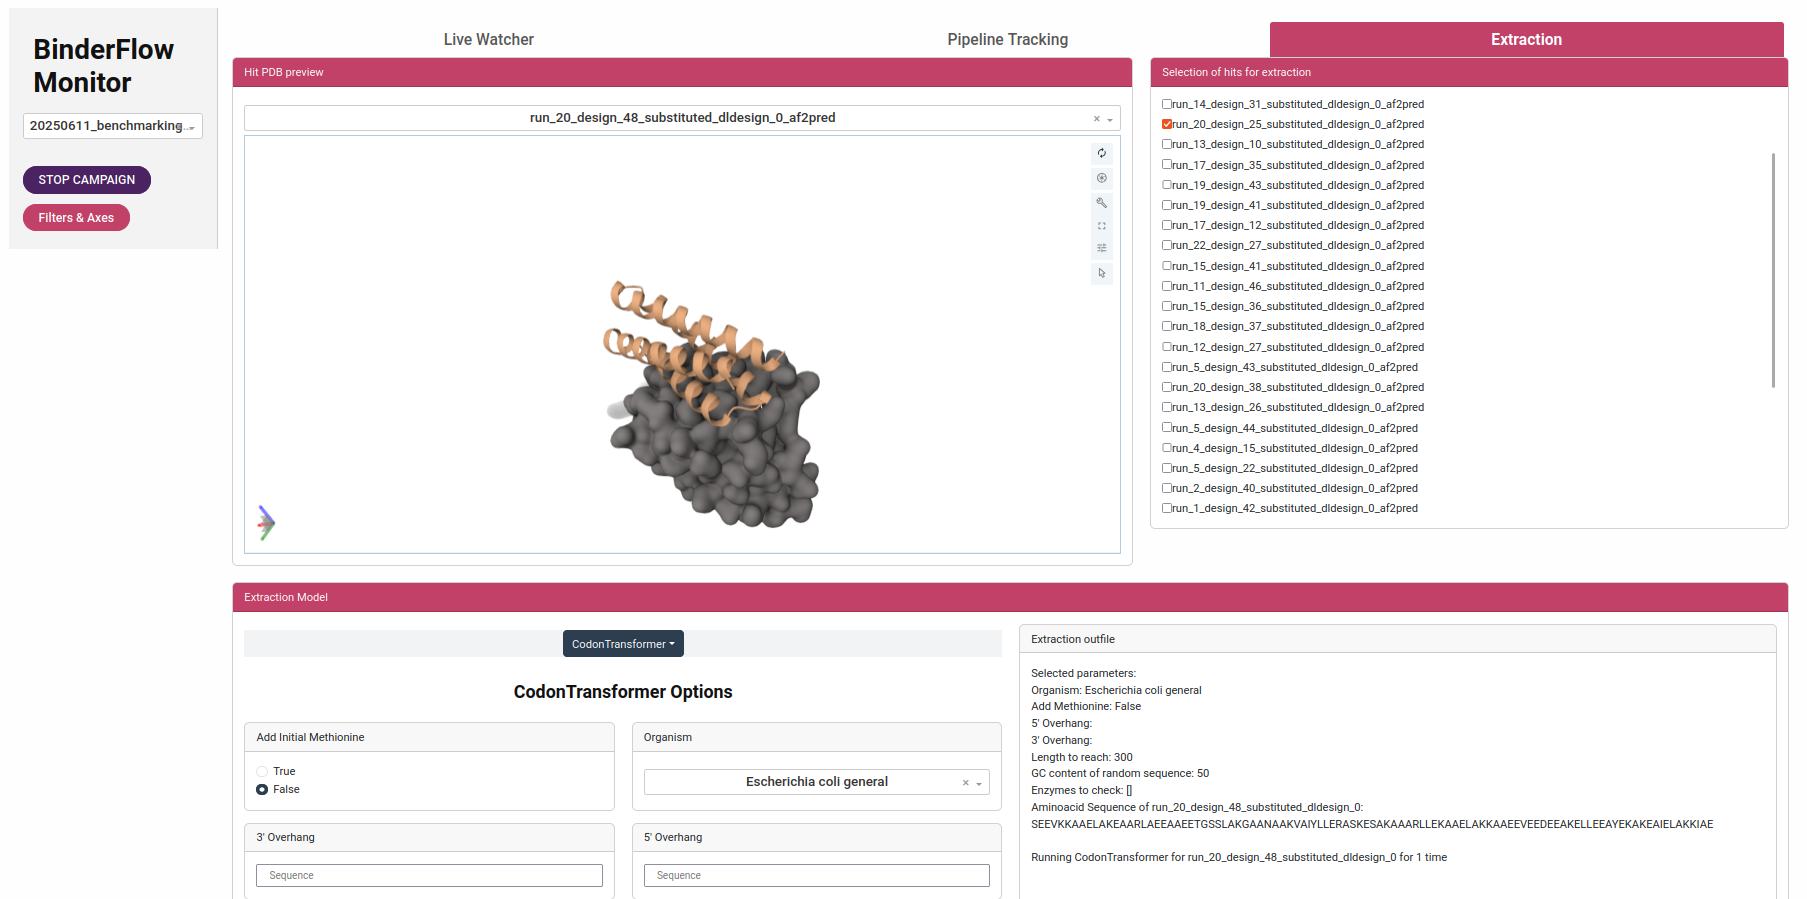 BinderFlow
Monitor
20250611_benchmarking...
STOP CAMPAIGN
Filters & Axes
Live Watcher
Pipeline Tracking
Extraction
Hit PDB preview
run_20_design_48_substituted_dldesign_0_af2pred
Selection of hits for extraction
run_14_design_31_substituted_dldesign_0_af2pred
run_20_design_25_substituted_dldesign_0_af2pred
run_13_design_10_substituted_dldesign_0_af2pred
run_17_design_35_substituted_dldesign_0_af2pred
run_19_design_43_substituted_dldesign_0_af2pred
run_19_design_41_substituted_dldesign_0_af2pred
run_17_design_12_substituted_dldesign_0_af2pred
run_22_design_27_substituted_dldesign_0_af2pred
run_15_design_41_substituted_dldesign_0_af2pred
run_11_design_46_substituted_dldesign_0_af2pred
run_15_design_36_substituted_dldesign_0_af2pred
run_18_design_37_substituted_dldesign_0_af2pred
run_12_design_27_substituted_dldesign_0_af2pred
run_5_design_43_substituted_dldesign_0_af2pred
run_20_design_38_substituted_dldesign_0_af2pred
run_13_design_26_substituted_dldesign_0_af2pred
run_5_design_44_substituted_dldesign_0_af2pred
run_4_design_15_substituted_dldesign_0_af2pred
run_5_design_22_substituted_dldesign_0_af2pred
run_2_design_40_substituted_dldesign_0_af2pred
run_1_design_42_substituted_dldesign_0_af2pred
Extraction Model
CodonTransformer
CodonTransformer Options
Add Initial Methionine
True
False
Organism
Escherichia coli general
3' Overhang
Sequence
5' Overhang
Sequence
Extraction outfile
Selected parameters:
Organism: Escherichia coli general
Add Methionine: False
5' Overhang:
3' Overhang:
Length to reach: 300
GC content of random sequence: 50
Enzymes to check: []
Aminoacid Sequence of run_20_design_48_substituted_dldesign_0:
SEEVKKAAELAKEAARLAEEAAEETGSSLAKGAANAAKVAIYLLERASKESAKAAARLLEKAAELAKKAAEEVEEDEEAKELLEEAYEKAKEAIELAKKIAE
Running CodonTransformer for run_20_design_48_substituted_dldesign_0 for 1 time